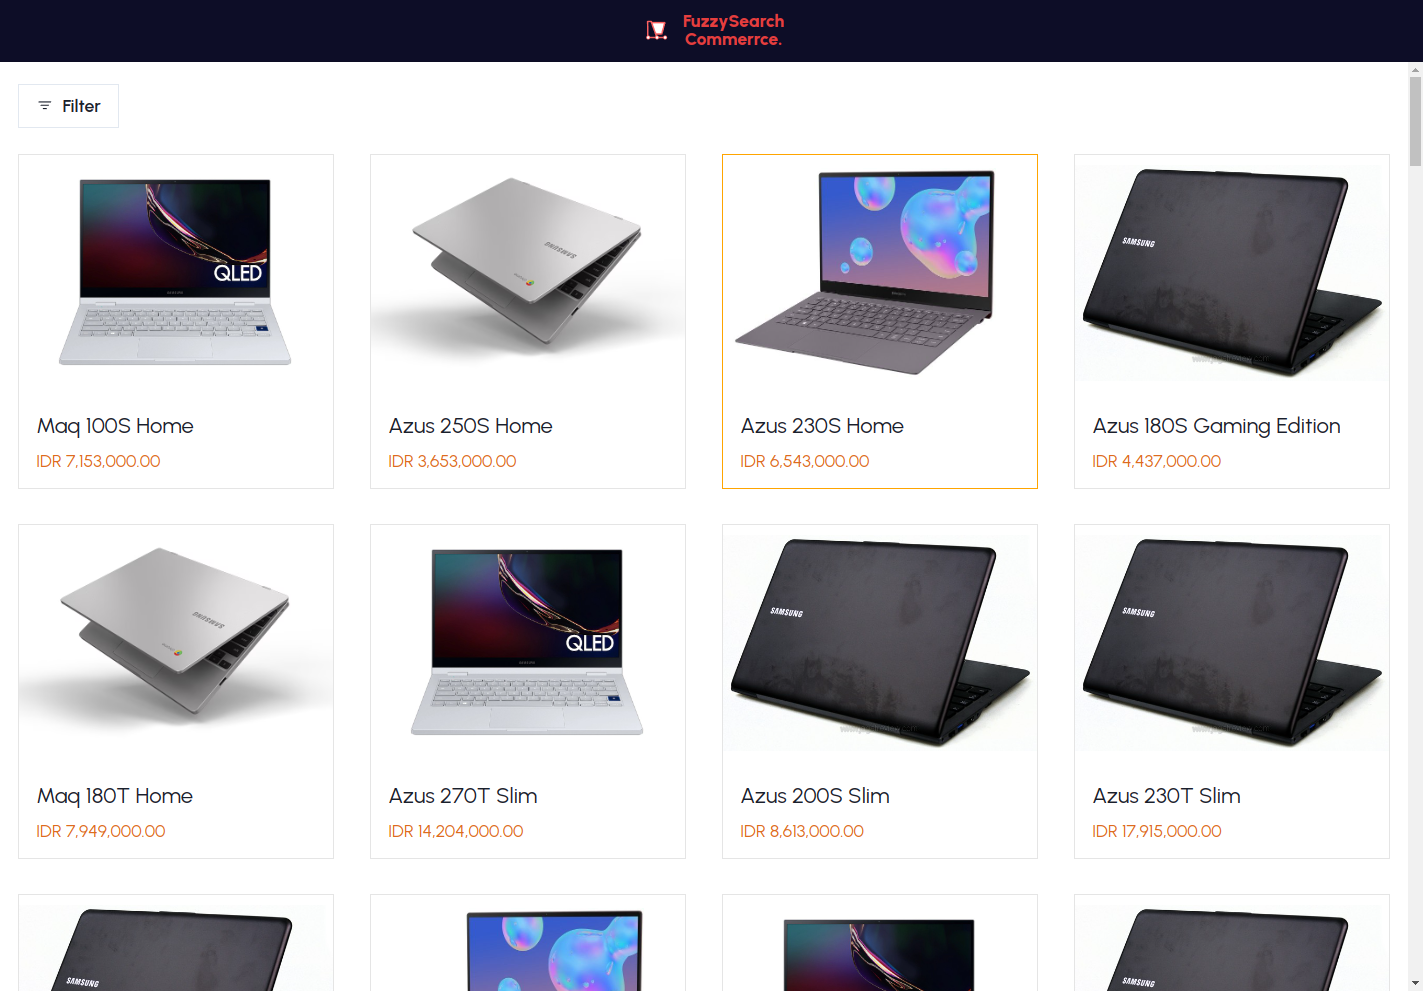 FuzzySearch
Commerrce.
Filter
QLED
SAMSUNG
SAMSUNG
Maq 100S Home
Azus 250S Home
Azus 230S Home
Azus 180S Gaming Edition
IDR 7,153,000.00
IDR 3,653,000.00
IDR 6,543,000.00
IDR 4,437,000.00
SAMSUNG
QLED
SAMSUNG
SAMSUNG
Maq 180T Home
Azus 270T Slim
Azus 200S Slim
Azus 230T Slim
IDR 7,949,000.00
IDR 14,204,000.00
IDR 8,613,000.00
IDR 17,915,000.00
SAMSUNG
SAMSUNG